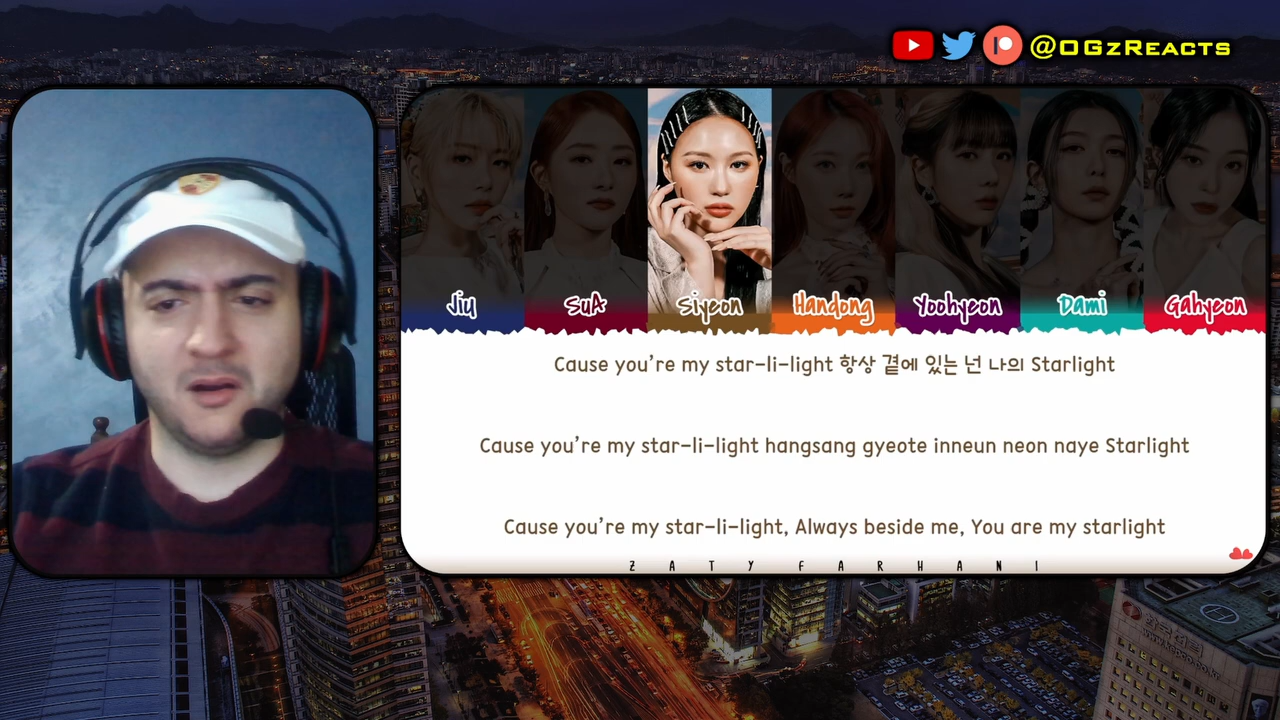 @OGzReacts
Jiu
SuA
Siyeon
Handong
Yoohyeon
Dami
Gahyeon
Cause you're my star-li-light 항상 곁에 있는 넌 나의 Starlight
Cause you're my star-li-light hangsang gyeote inneun neon naye Starlight
Cause you're my star-li-light, Always beside me, You are my starlight
ZATY FARHANI